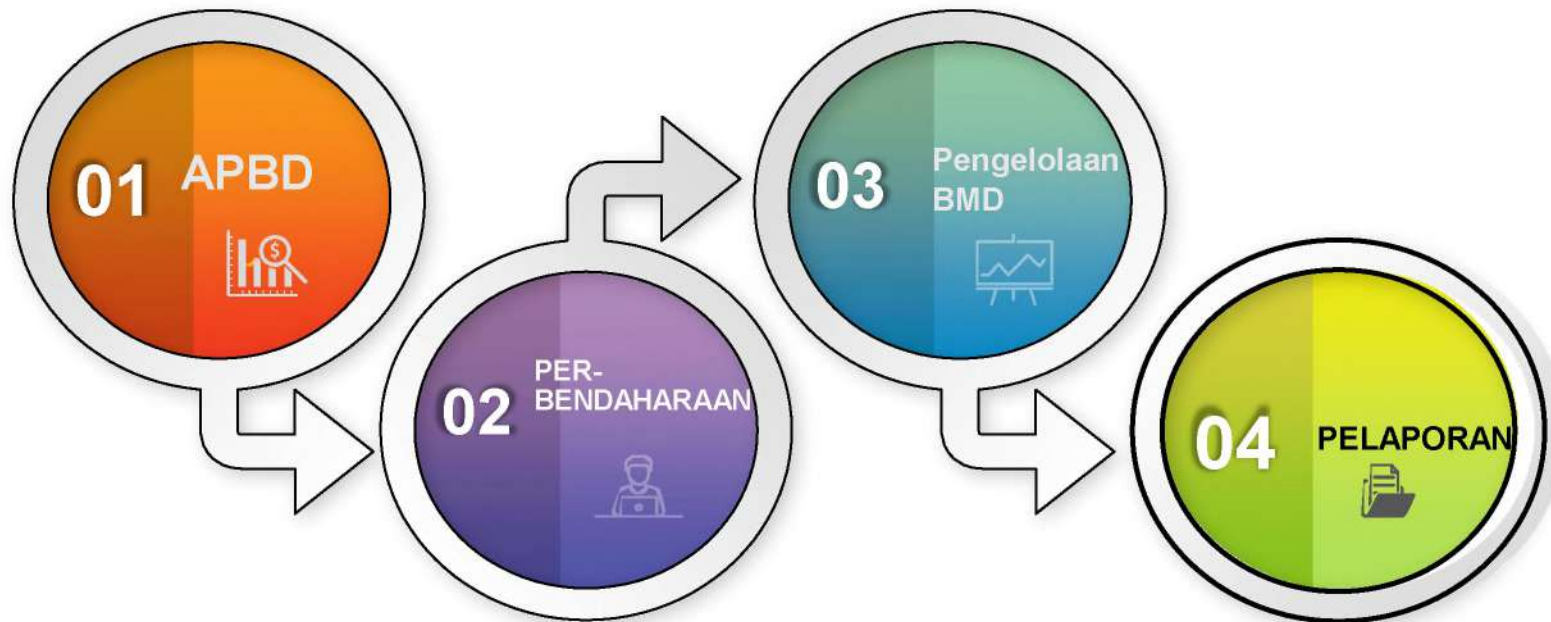 01
APBD
02
PER-
BENDAHARAAN
03
Pengelolaan
BMD
04
PELAPORAN